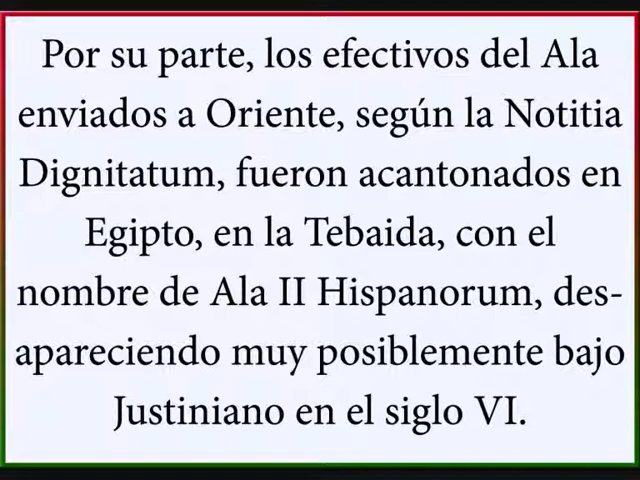 Por su parte, los efectivos del Ala
enviados a Oriente, según la Notitia
Dignitatum, fueron acantonados en
Egipto, en la Tebaida, con el
nombre de Ala II Hispanorum, des-
apareciendo muy posiblemente bajo
Justiniano en el siglo VI.